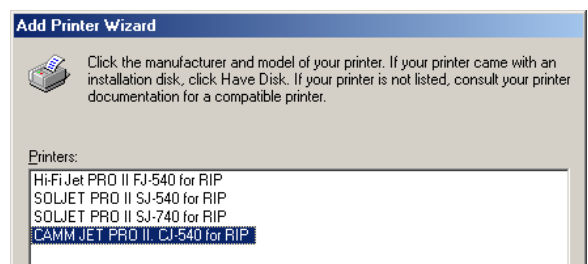 Add Printer Wizard
Click the manufacturer and model of your printer. If your printer came with an
installation disk, click Have Disk. If your printer is not listed, consult your printer
documentation for a compatible printer.
Printers:
Hi-Fi Jet PRO II FJ-540 for RIP
SOLJET PRO II SJ-540 for RIP
SOLJET PRO II SJ-740 for RIP
CAMM JET PRO II. CJ-540 for RIP